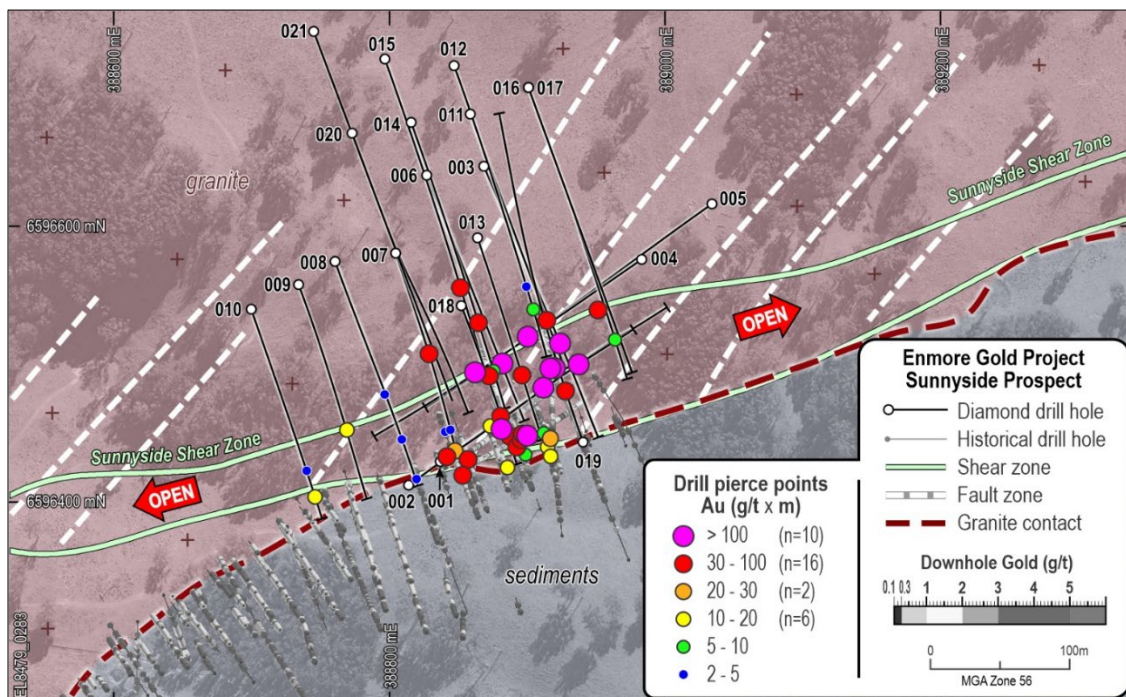 388600 mE
389000 mE
389200 mE
021
015
012
016
017
020
014
011
006
003
granite
005
013
6596600 mN
007
004
009
008
010
018
Sunnyside Shear Zone
OPEN
Sunnyside Shear Zone
OPEN
6596400 mN
002
001
019
sediments
388800 mE
EL8479_0283
Drill pierce points
Au (g/t x m)
> 100 (n=10)
30 - 100 (n=16)
20 - 30 (n=2)
10 - 20 (n=6)
5 - 10
2 - 5
Enmore Gold Project
Sunnyside Prospect
Diamond drill hole
Historical drill hole
Shear zone
Fault zone
Granite contact
Downhole Gold (g/t)
0.1 0.3 1 2 3 4 5
0 100m
MGA Zone 56